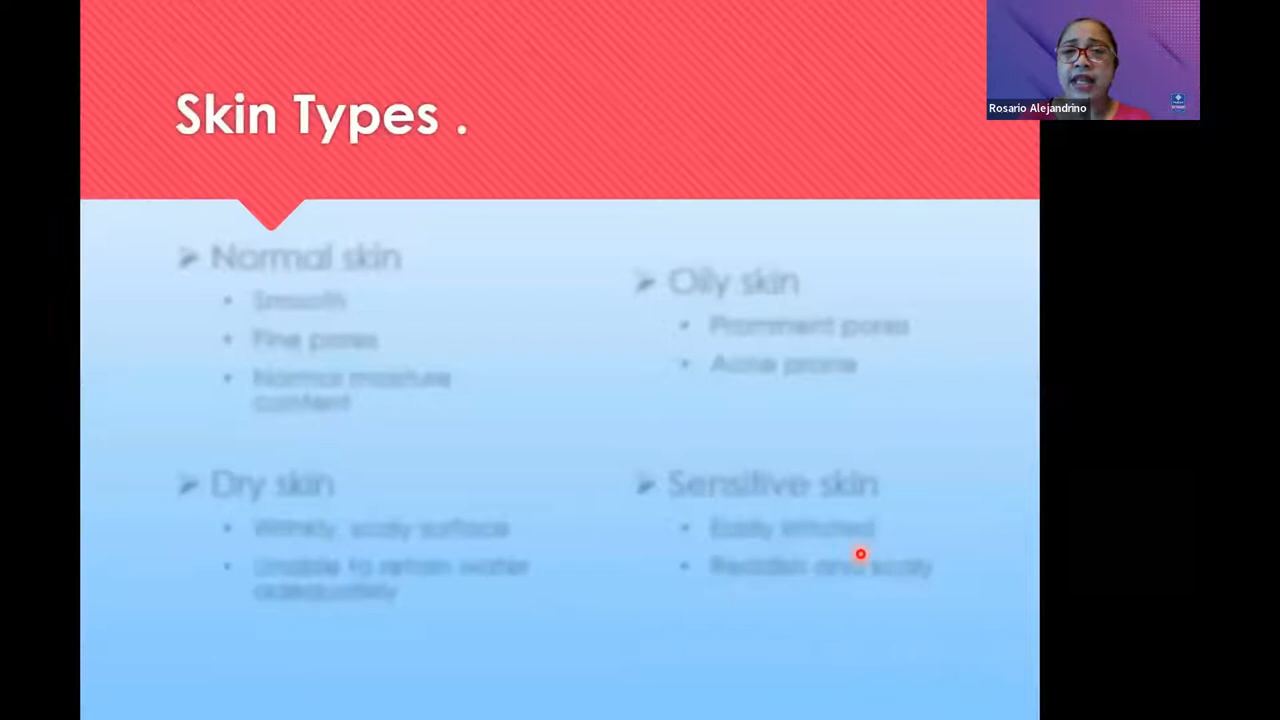 Skin Types .
Rosario Alejandrino
Normal skin
Smooth
Fine pores
Normal moisture
content
Oily skin
Prominent pores
Acne prone
Dry skin
Wrinkly, scaly surface
Unable to retain water
adequately
Sensitive skin
Easily irritated
Reddish and scaly